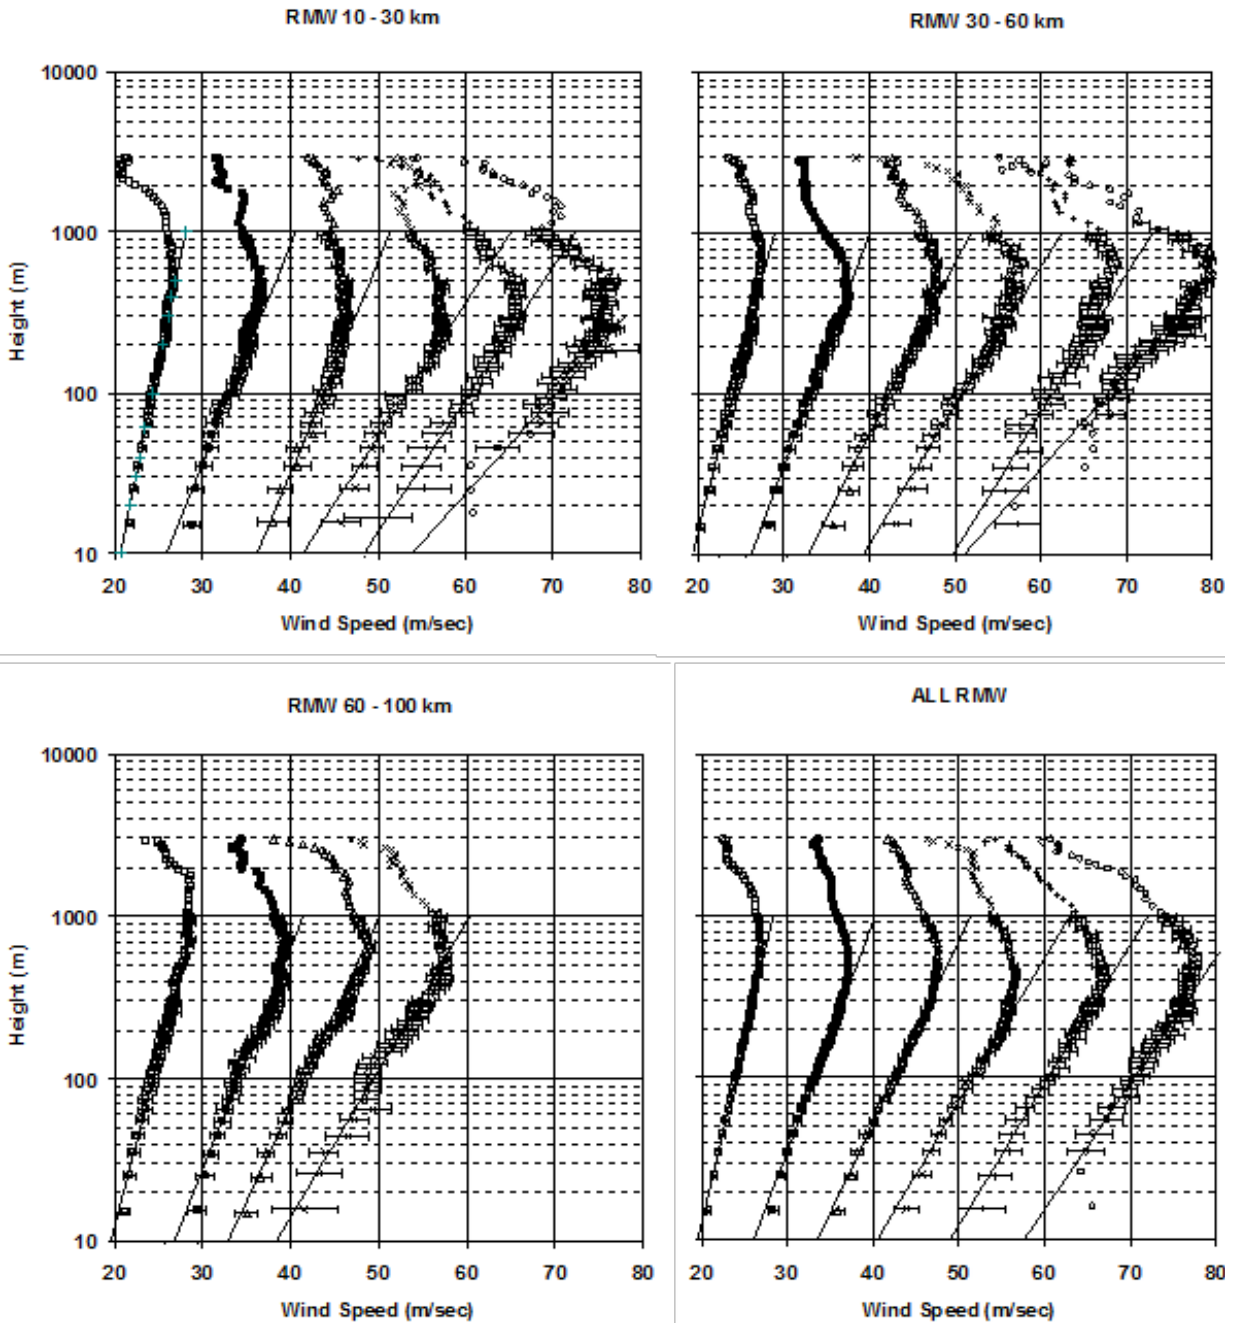 RMW 10 - 30 km
RMW 30 - 60 km
10000
1000
100
10
Height (m)
20 30 40 50 60 70 80
20 30 40 50 60 70 80
Wind Speed (m/sec)
Wind Speed (m/sec)
RMW 60 - 100 km
ALL RMW
10000
1000
100
10
Height (m)
20 30 40 50 60 70 80
20 30 40 50 60 70 80
Wind Speed (m/sec)
Wind Speed (m/sec)